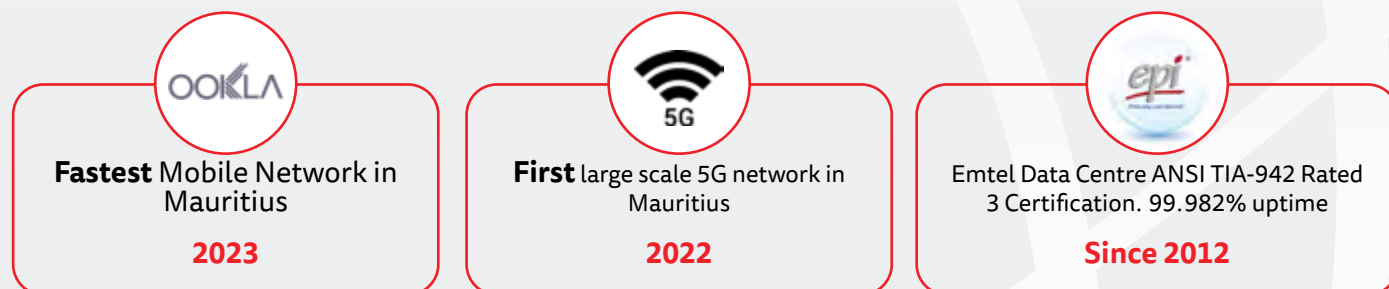 OOKLA
Fastest Mobile Network in
Mauritius
2023
5G
First large scale 5G network in
Mauritius
2022
epi
Emtel Data Centre ANSI TIA-942 Rated
3 Certification. 99.982% uptime
Since 2012